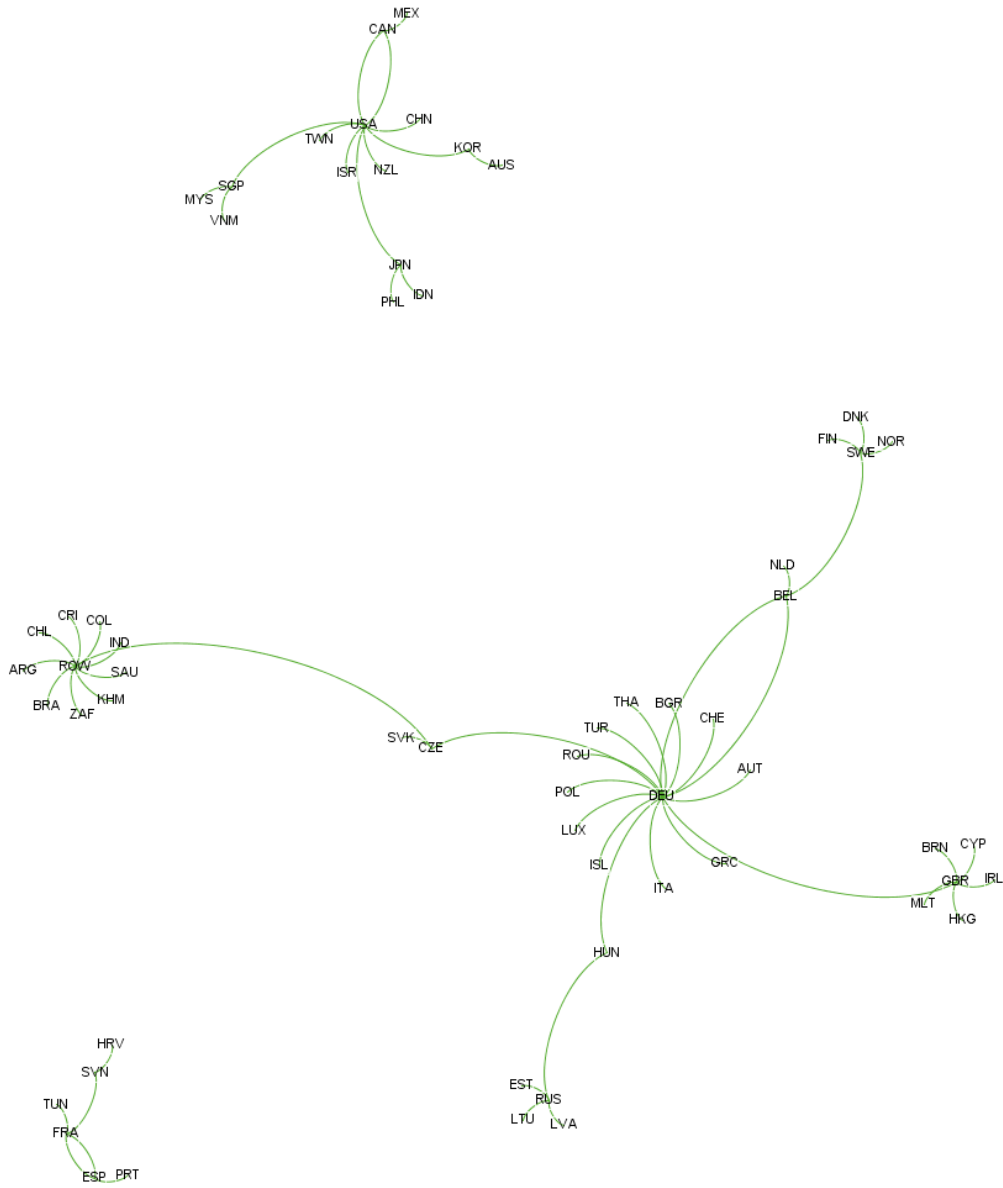 MEX
CAN
USA
CHN
TWN
KOR
AUS
ISR
NZL
SGP
MYS
VNM
JPN
PHL
IDN
DNK
FIN
NOR
SWE
NLD
BEL
CRI
COL
CHL
IND
ARG
ROW
SAU
BRA
KHM
ZAF
THA
BGR
CHE
TUR
SVK
CZE
ROU
AUT
POL
DEU
LUX
ISL
GRC
ITA
BRN
CYP
GBR
IRL
MLT
HKG
HUN
HRV
SVN
EST
RUS
TUN
LTU
LVA
FRA
ESP
PRT